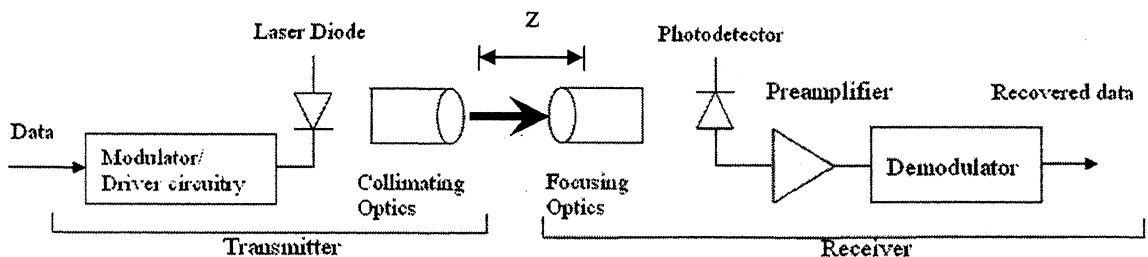 Z
Laser Diode
Photodetector
Preamplifier
Recovered data
Data
Modulator/
Driver circuitry
Collimating
Optics
Focusing
Optics
Demodulator
Transmitter
Receiver